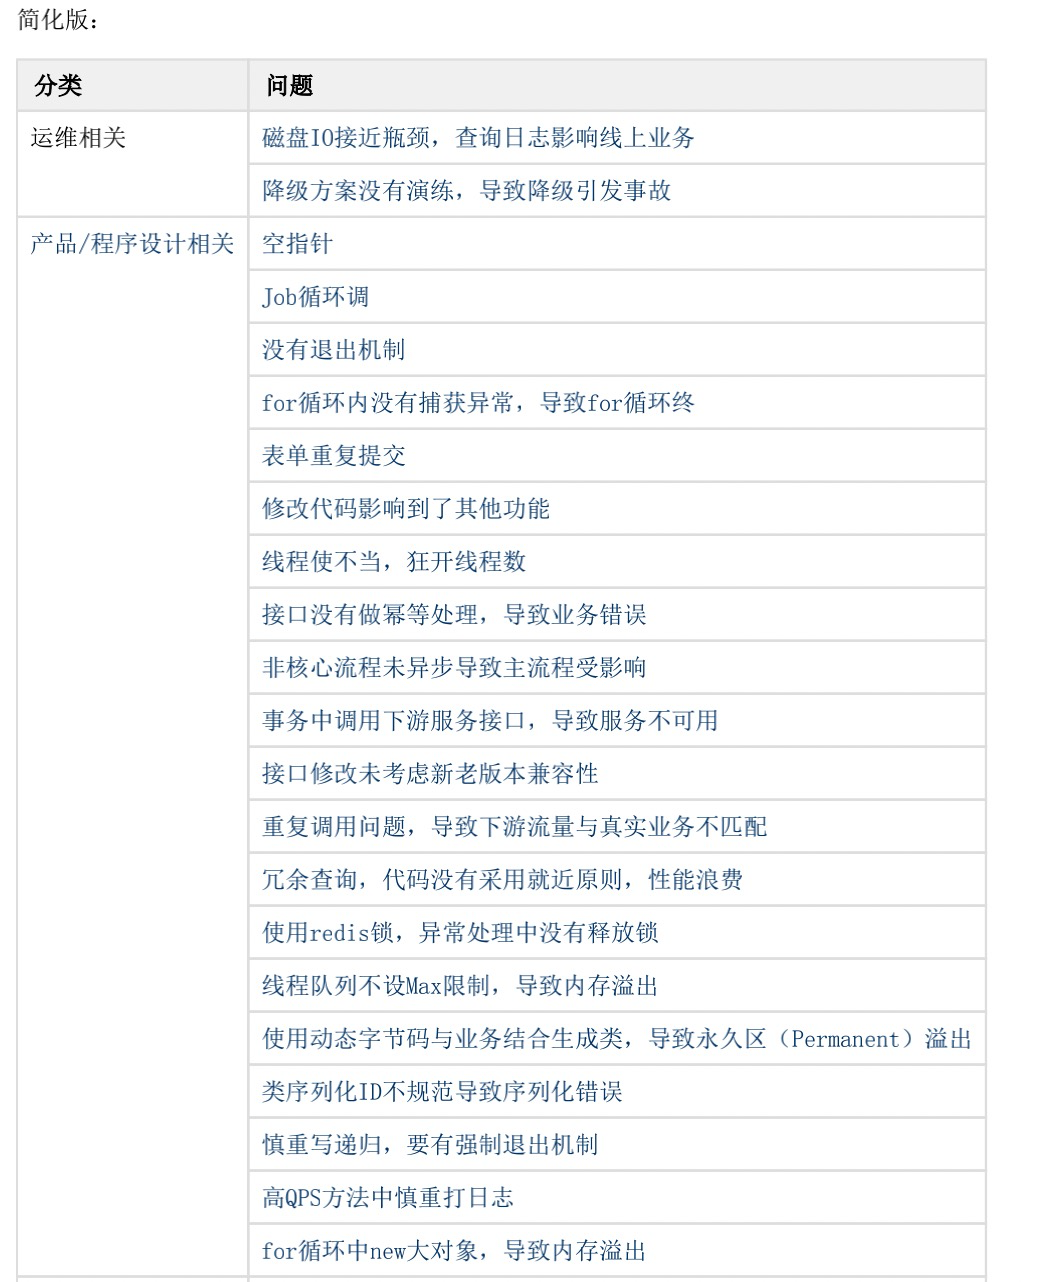 简化版：
分类 问题
运维相关 磁盘IO接近瓶颈，查询日志影响线上业务
降级方案没有演练，导致降级引发事故
产品/程序设计相关 空指针
Job循环调
没有退出机制
for循环内没有捕获异常，导致for循环终
表单重复提交
修改代码影响到了其他功能
线程使不当，狂开线程数
接口没有做幂等处理，导致业务错误
非核心流程未异步导致主流程受影响
事务中调用下游服务接口，导致服务不可用
接口修改未考虑新老版本兼容性
重复调用问题，导致下游流量与真实业务不匹配
冗余查询，代码没有采用就近原则，性能浪费
使用redis锁，异常处理中没有释放锁
线程队列不设Max限制，导致内存溢出
使用动态字节码与业务结合生成类，导致永久区（Permanent）溢出
类序列化ID不规范导致序列化错误
慎重写递归，要有强制退出机制
高QPS方法中慎重打日志
for循环中new大对象，导致内存溢出